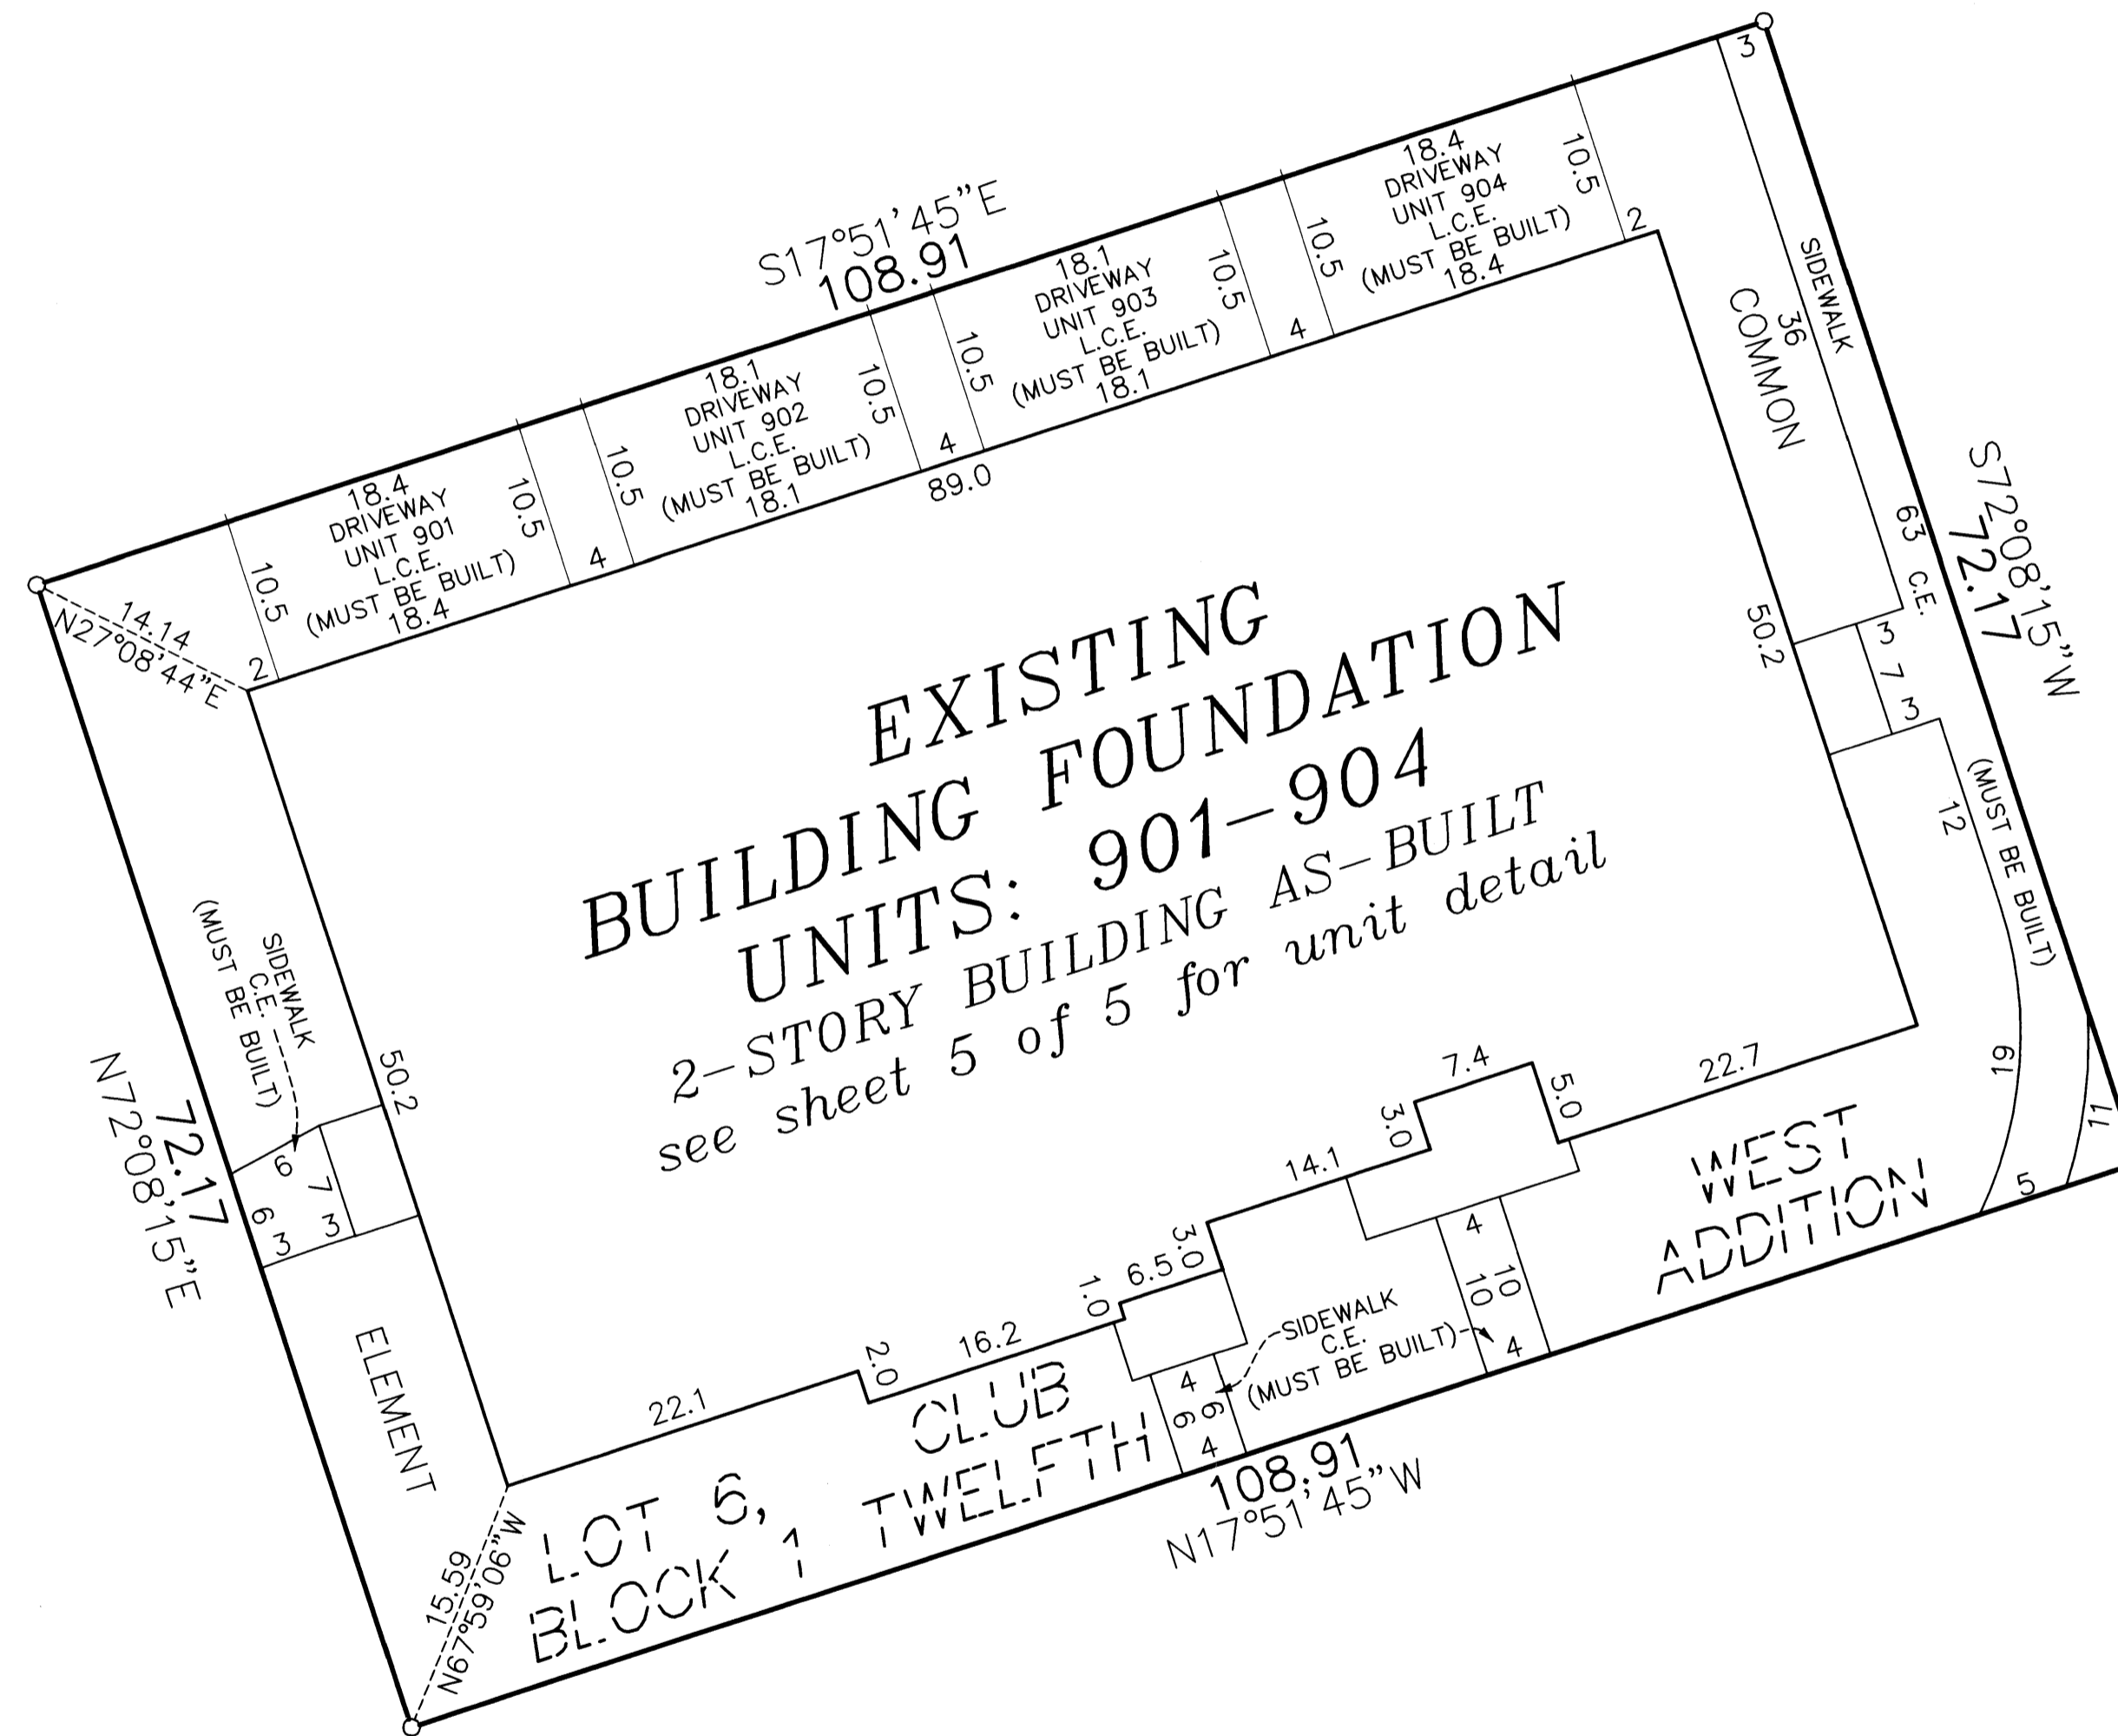 S17°51'45"E
108.91
3
18.4
DRIVEWAY
UNIT 904
L.C.E.
(MUST BE BUILT)
18.4
10.5
10.5
2
18.1
DRIVEWAY
UNIT 903
L.C.E.
(MUST BE BUILT)
18.1
10.5
10.5
4
18.1
DRIVEWAY
UNIT 902
L.C.E.
(MUST BE BUILT)
18.1
10.5
10.5
4
18.4
DRIVEWAY
UNIT 901
L.C.E.
(MUST BE BUILT)
18.4
10.5
10.5
4
2
89.0
14.14
N27°08'44"E
SIDEWALK
36
COMMON
63
C.E.
S72°08'15"W
72.17
50.2
3
7
3
12
(MUST BE BUILT)
19
11
5
EXISTING
BUILDING FOUNDATION
UNITS: 901-904
2-STORY BUILDING AS-BUILT
see sheet 5 of 5 for unit detail
SIDEWALK
C.E.
(MUST BE BUILT)
50.2
72.17
N72°08'15"E
6
7
6
3
3
ELEMENT
22.7
5.0
7.4
3.0
14.1
3.0
6.5
1.0
16.2
2.0
22.1
WEST
ADDITION
4
10
10
4
SIDEWALK
C.E.
(MUST BE BUILT)
4
6
6
4
CLUB
TWELFTH
LOT 6,
BLOCK 1
108.91
N17°51'45"W
15.59
N67°59'06"W